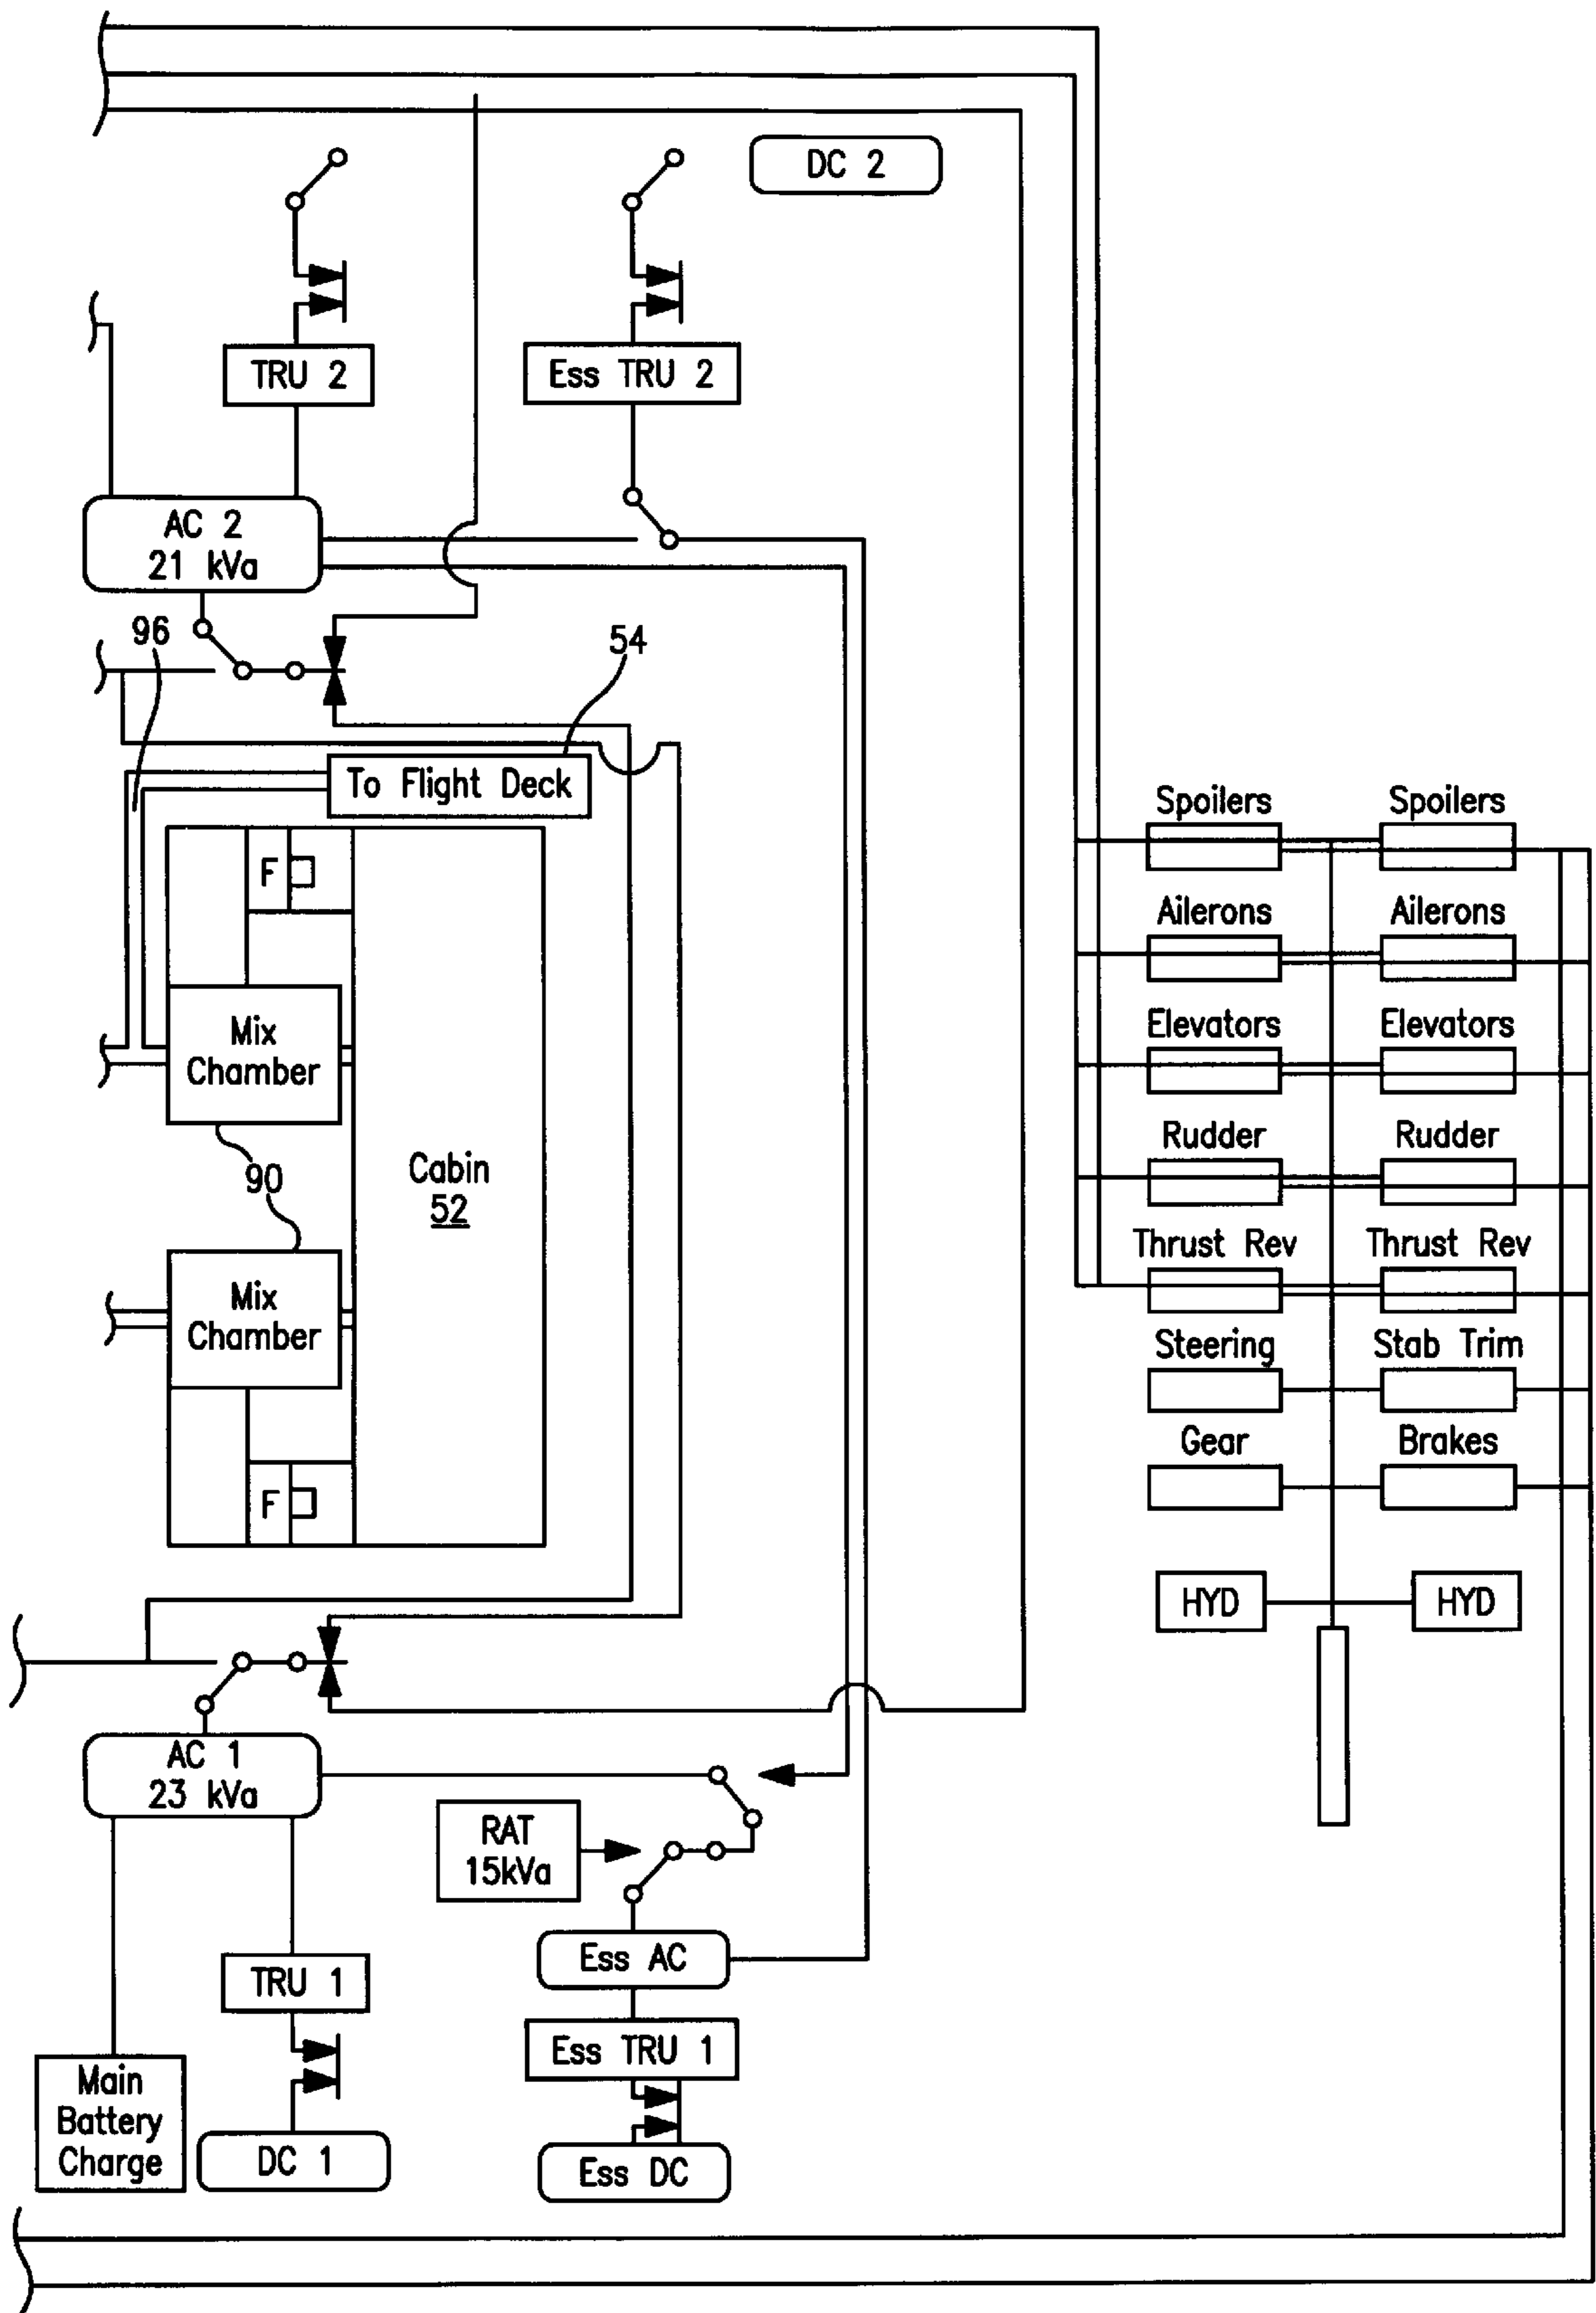 DC 2
TRU 2
Ess TRU 2
AC 2
21 kVa
96
54
To Flight Deck
F
Mix
Chamber
90
Cabin
52
Mix
Chamber
F
Spoilers
Spoilers
Ailerons
Ailerons
Elevators
Elevators
Rudder
Rudder
Thrust Rev
Thrust Rev
Steering
Stab Trim
Gear
Brakes
HYD
HYD
AC 1
23 kVa
RAT
15kVa
Ess AC
TRU 1
Ess TRU 1
Main
Battery
Charge
DC 1
Ess DC